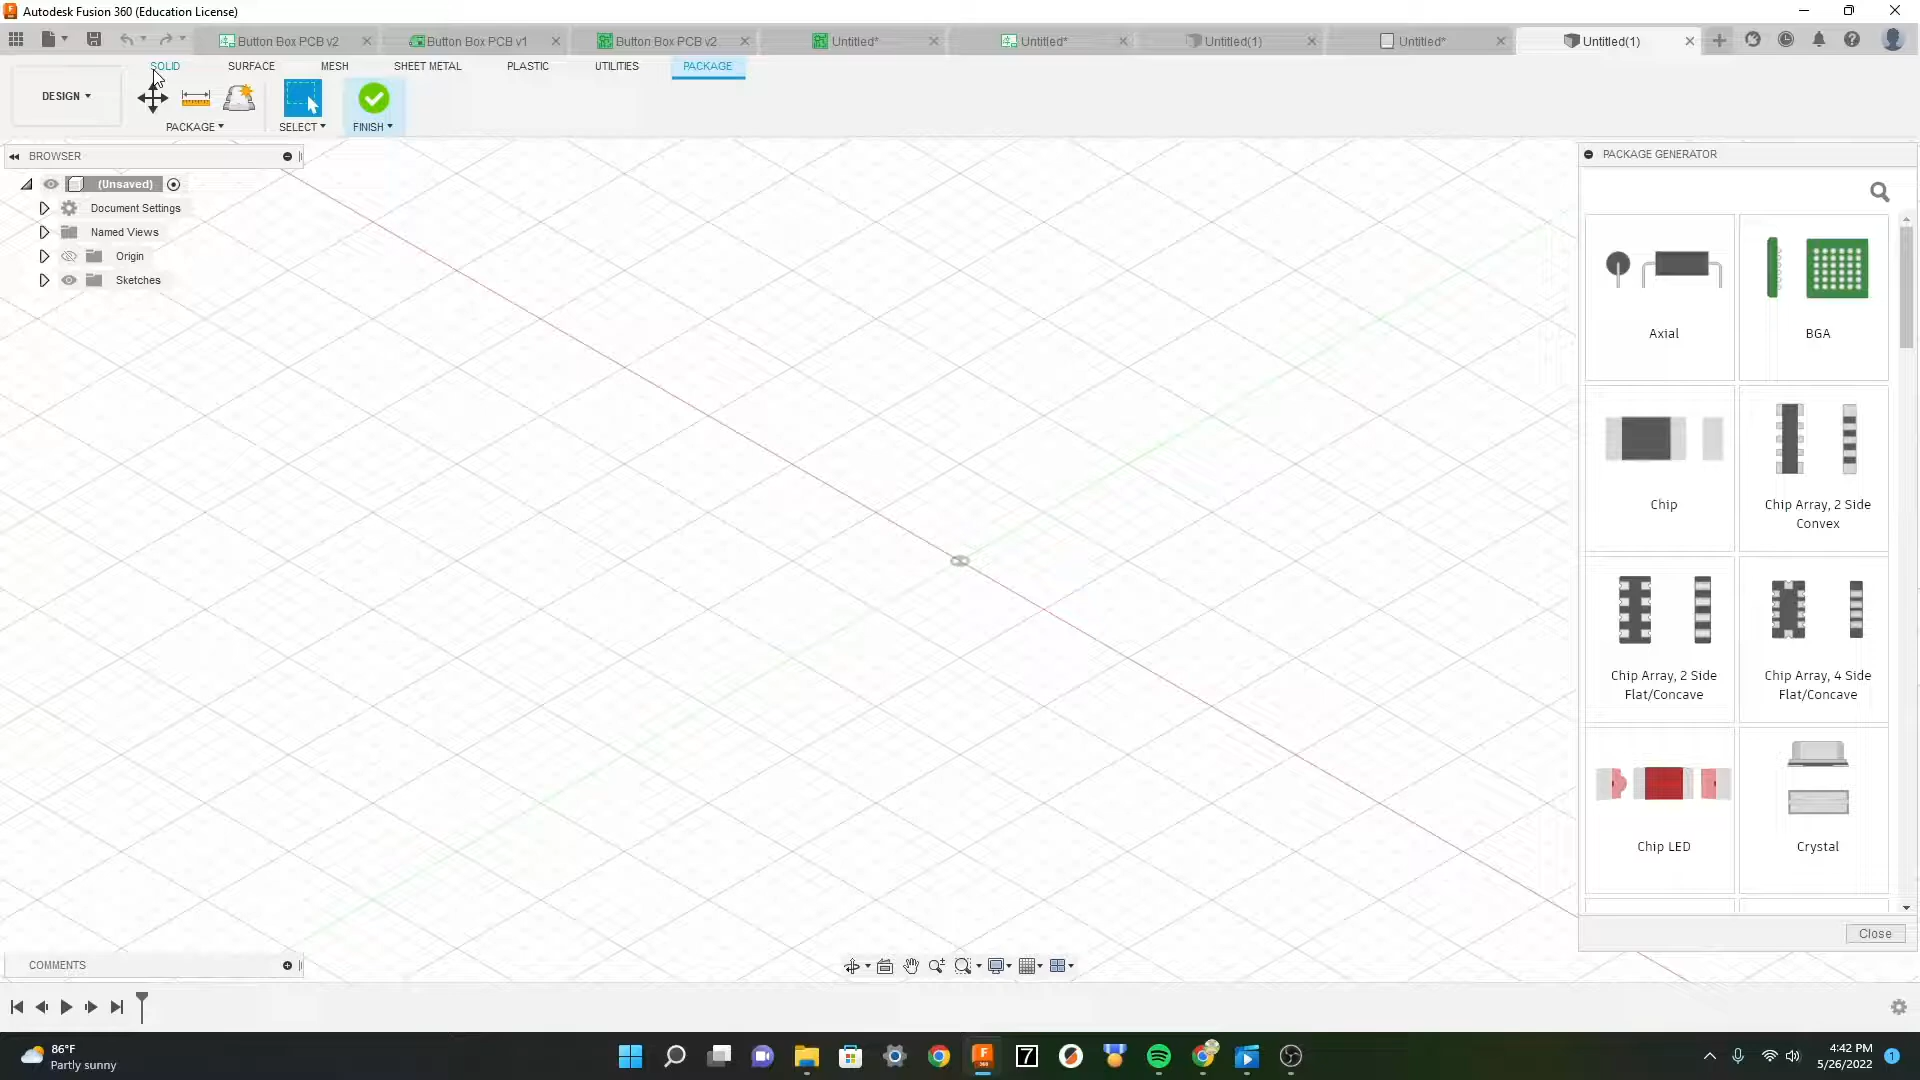 Autodesk Fusion 360 (Education License)
Button Box PCB v2
Button Box PCB v1
Button Box PCB v2
Untitled*
Untitled*
Untitled(1)
Untitled*
Untitled(1)
SOLID
SURFACE
MESH
SHEET METAL
PLASTIC
UTILITIES
PACKAGE
DESIGN
PACKAGE
SELECT
FINISH
BROWSER
(Unsaved)
Document Settings
Named Views
Origin
Sketches
PACKAGE GENERATOR
Axial
BGA
Chip
Chip Array, 2 Side
Convex
Chip Array, 2 Side
Flat/Concave
Chip Array, 4 Side
Flat/Concave
Chip LED
Crystal
Close
COMMENTS
86°F
Partly sunny
F
360
7
4:42 PM
5/26/2022
1